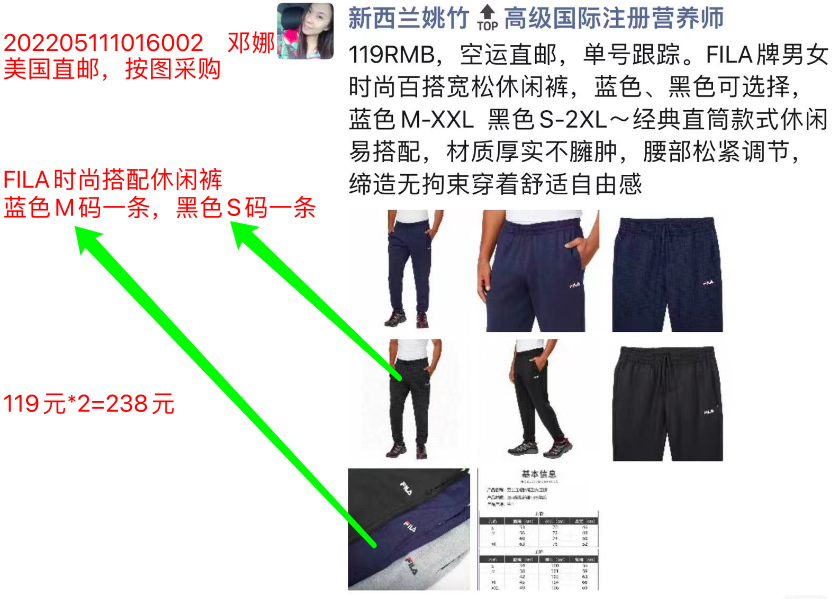 202205111016002 邓娜
美国直邮，按图采购
FILA时尚搭配休闲裤
蓝色M码一条，黑色S码一条
119元*2=238元
新西兰姚竹 TOP 高级国际注册营养师
119RMB，空运直邮，单号跟踪。FILA牌男女
时尚百搭宽松休闲裤，蓝色、黑色可选择，
蓝色M-XXL 黑色S-2XL～经典直筒款式休闲
易搭配，材质厚实不臃肿，腰部松紧调节，
缔造无拘束穿着舒适自由感
FILA
FILA
FILA
FILA
FILA
FILA
基本信息